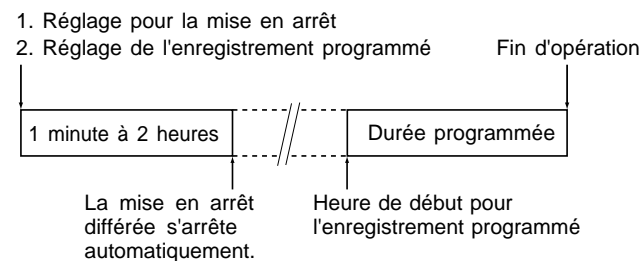 1. Réglage pour la mise en arrêt
2. Réglage de l'enregistrement programmé
Fin d'opération
1 minute à 2 heures
Durée programmée
La mise en arrêt
différée s'arrête
automatiquement.
Heure de début pour
l'enregistrement programmé